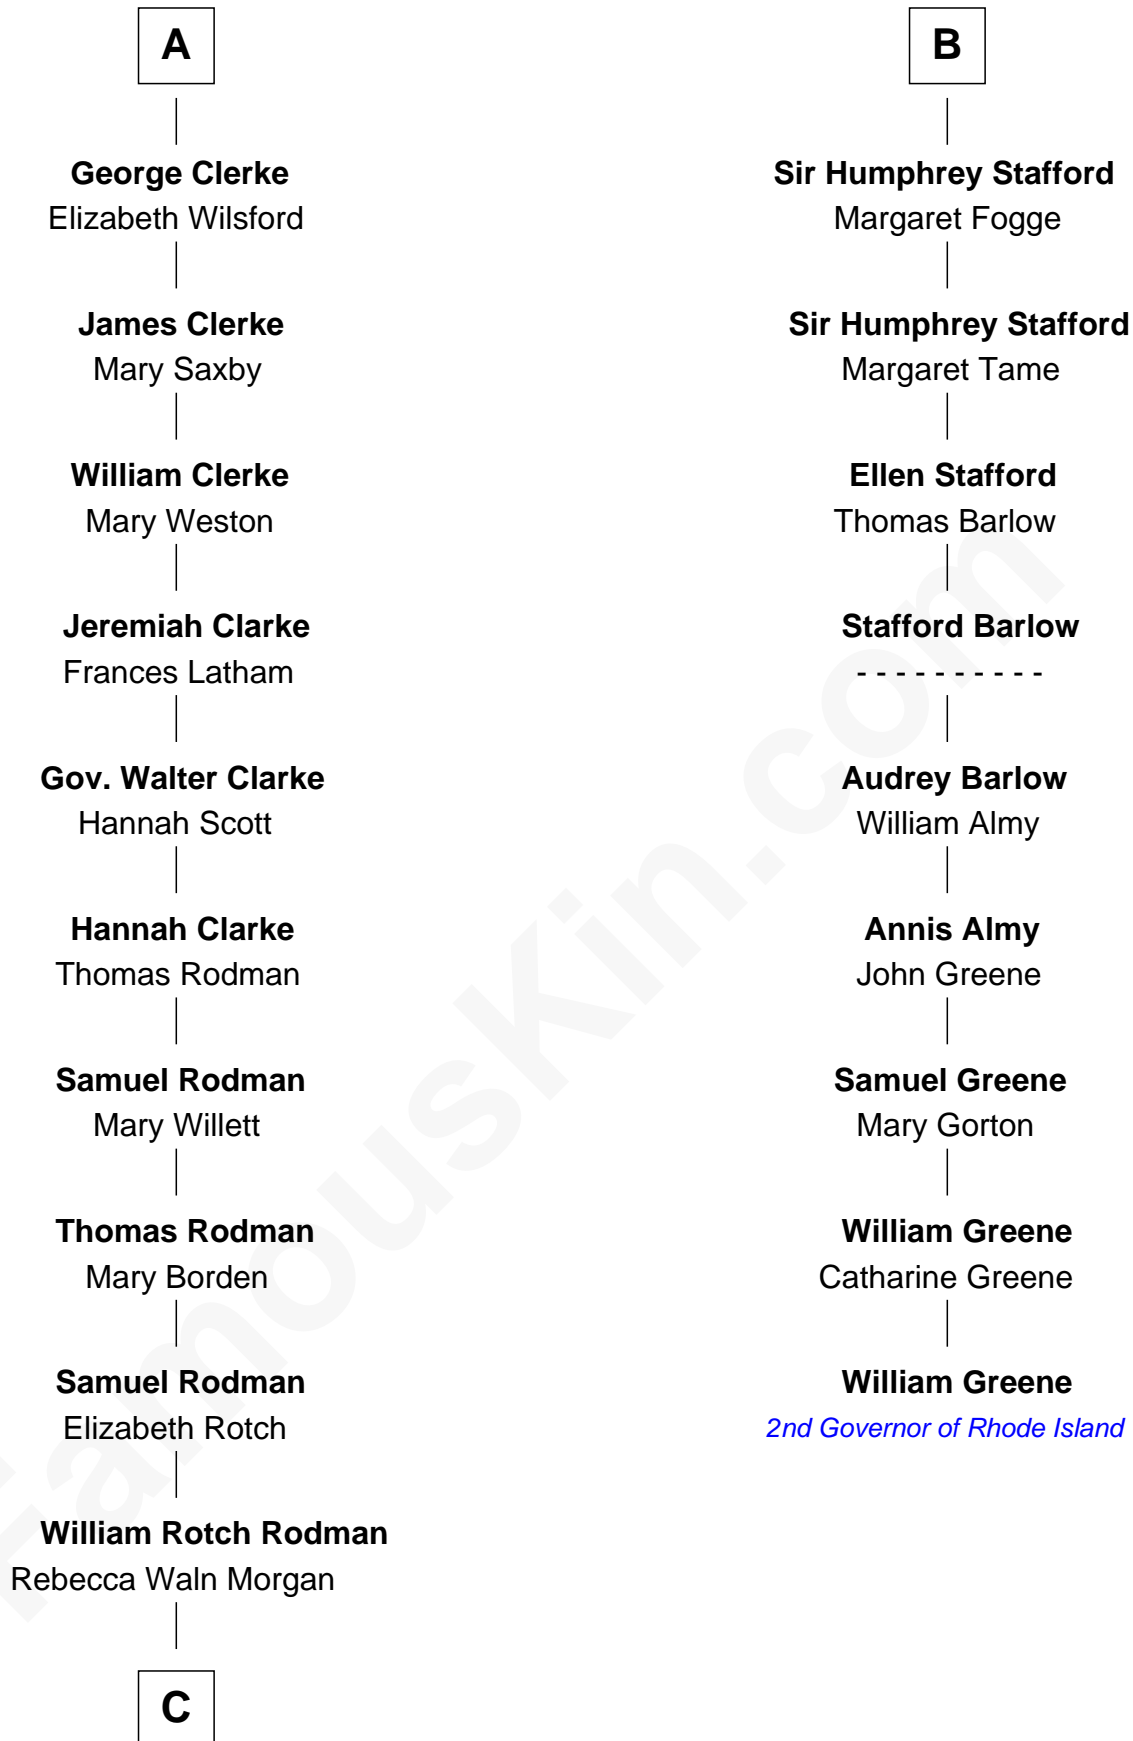 A
George Clerke
Elizabeth Wilsford
James Clerke
Mary Saxby
William Clerke
Mary Weston
Jeremiah Clarke
Frances Latham
Gov. Walter Clarke
Hannah Scott
Hannah Clarke
Thomas Rodman
Samuel Rodman
Mary Willett
Thomas Rodman
Mary Borden
Samuel Rodman
Elizabeth Rotch
William Rotch Rodman
Rebecca Waln Morgan
C
B
Sir Humphrey Stafford
Margaret Fogge
Sir Humphrey Stafford
Margaret Tame
Ellen Stafford
Thomas Barlow
Stafford Barlow
- - - - - - - - - -
Audrey Barlow
William Almy
Annis Almy
John Greene
Samuel Greene
Mary Gorton
William Greene
Catharine Greene
William Greene
2nd Governor of Rhode Island
FamousKin.com